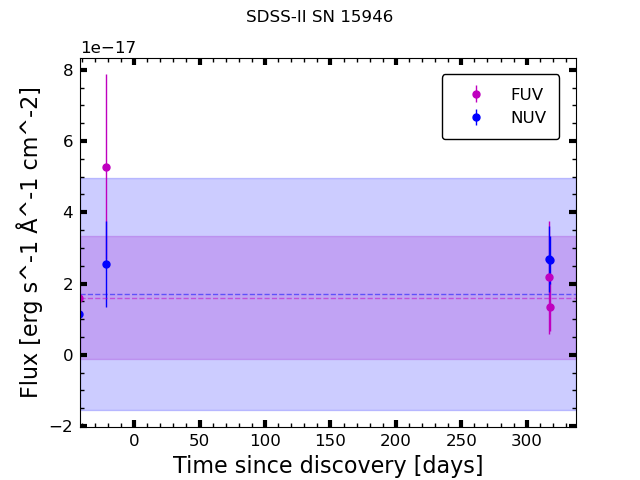 SDSS-II SN 15946
1e−17
FUV
NUV
8
6
4
2
0
−2
Flux [erg s^-1 Å^-1 cm^-2]
0 50 100 150 200 250 300
Time since discovery [days]